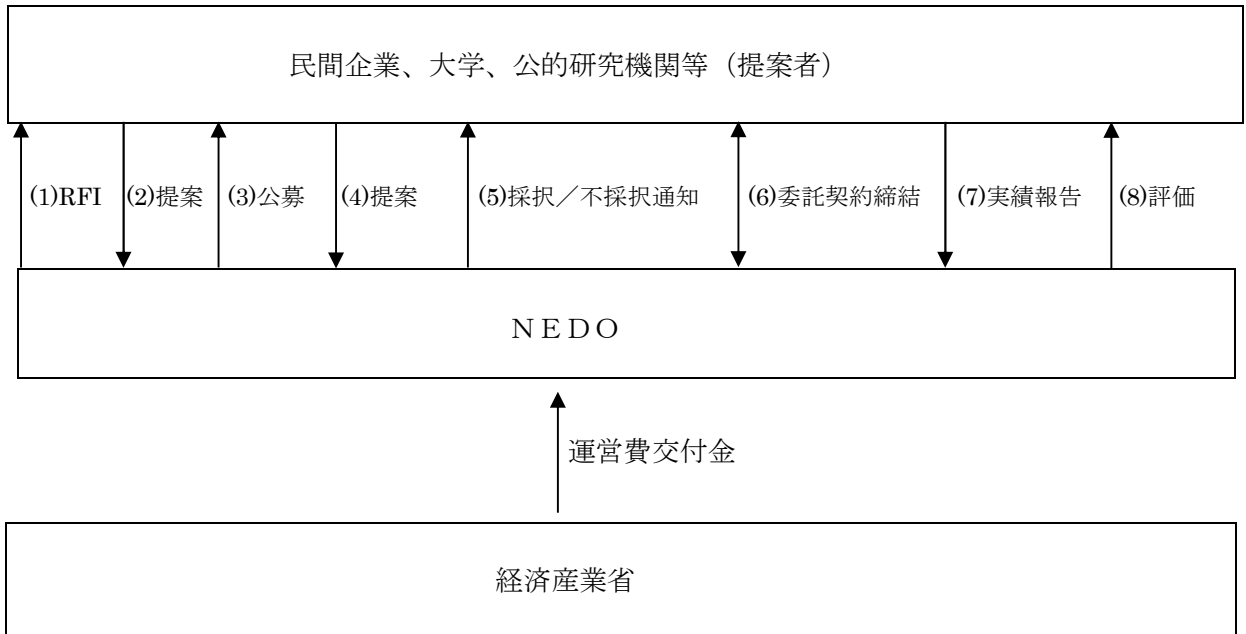 民間企業、大学、公的研究機関等（提案者）
(1)RFI
(2)提案
(3)公募
(4)提案
(5)採択／不採択通知
(6)委託契約締結
(7)実績報告
(8)評価
ＮＥＤＯ
運営費交付金
経済産業省